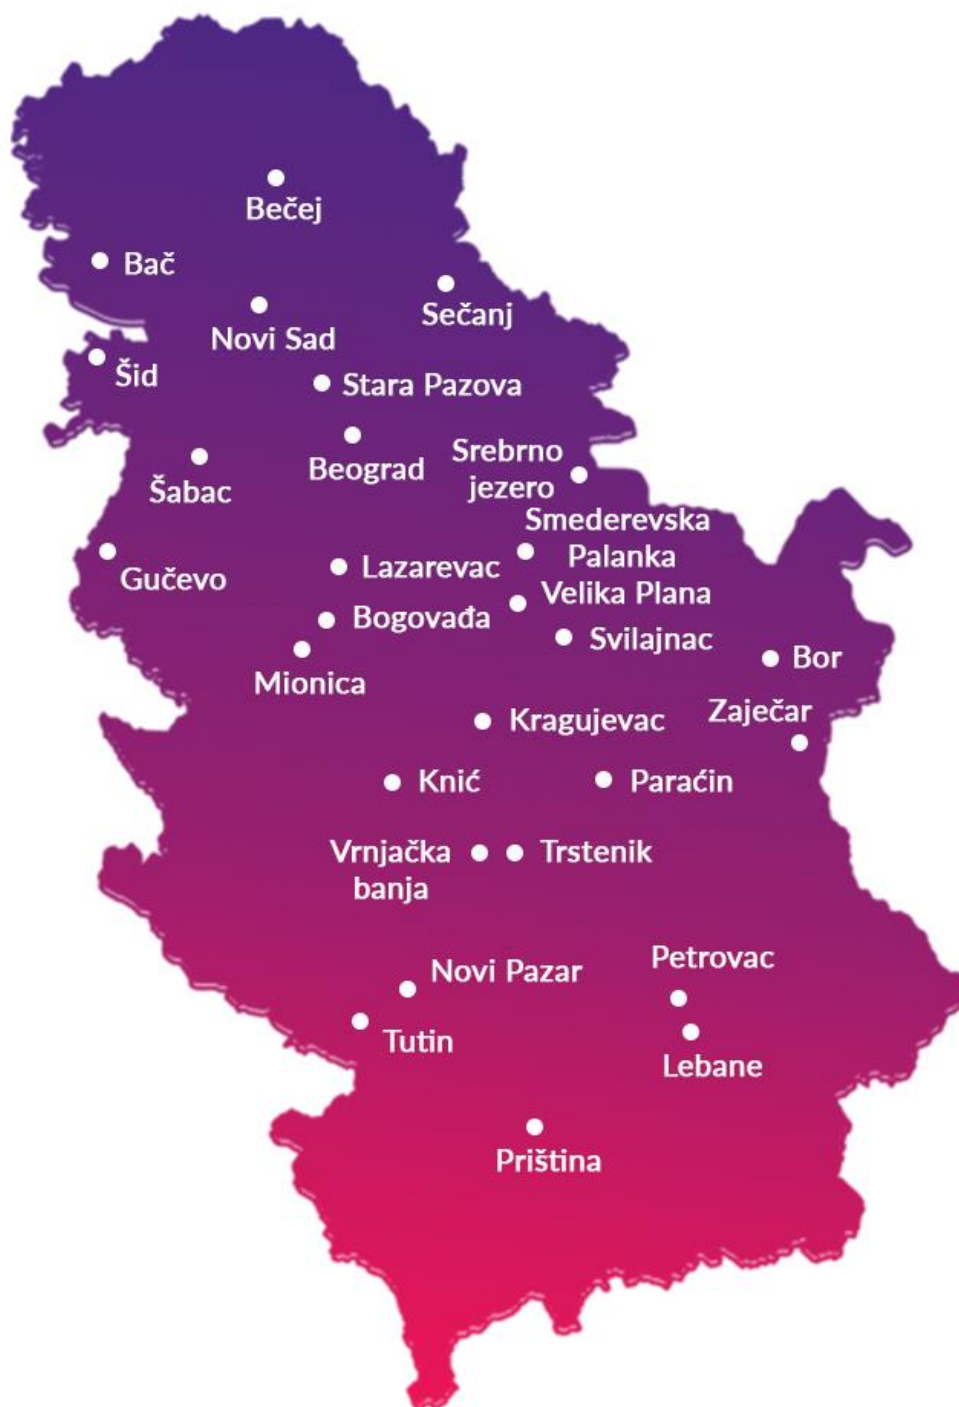 Bečej
Bač
Sečanj
Novi Sad
Šid
Stara Pazova
Beograd
Srebrno
jezero
Šabac
Smederevska
Palanka
Gučevo
Lazarevac
Velika Plana
Bogovađa
Svilajnac
Bor
Mionica
Zaječar
Kragujevac
Knić
Paraćin
Vrnjačka
banja
Trstenik
Petrovac
Novi Pazar
Tutin
Lebane
Priština